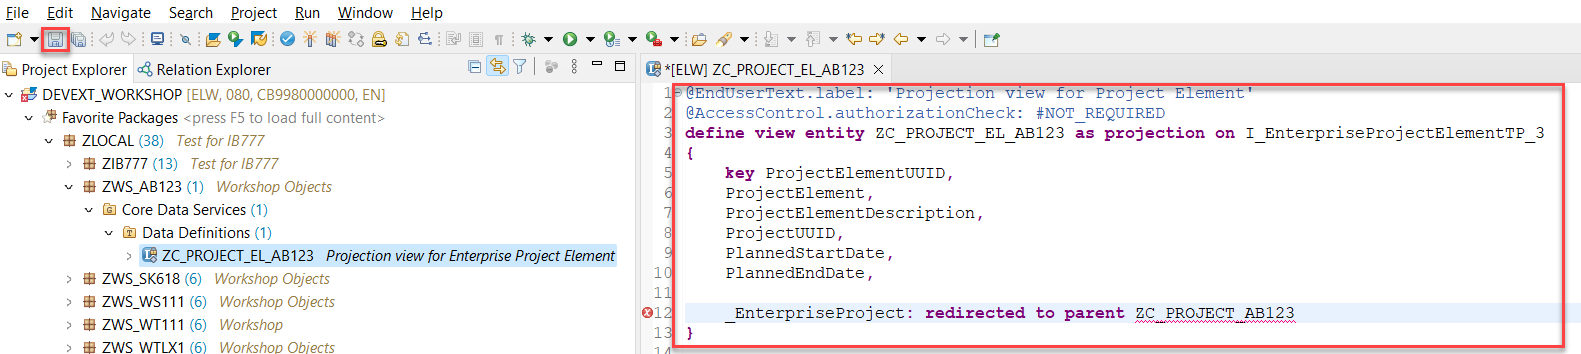 File Edit Navigate Search Project Run Window Help
Project Explorer Relation Explorer
DEVEXT_WORKSHOP [ELW, 080, CB9980000000, EN]
Favorite Packages <press F5 to load full content>
ZLOCAL (38) Test for IB777
ZIB777 (13) Test for IB777
ZWS_AB123 (1) Workshop Objects
Core Data Services (1)
Data Definitions (1)
ZC_PROJECT_EL_AB123 Projection view for Enterprise Project Element
ZWS_SK618 (6) Workshop Objects
ZWS_WS111 (6) Workshop Objects
ZWS_WT111 (6) Workshop
ZWS_WTLX1 (6) Workshop Objects
*[ELW] ZC_PROJECT_EL_AB123
1 @EndUserText.label: 'Projection view for Project Element'
2 @AccessControl.authorizationCheck: #NOT_REQUIRED
3 define view entity ZC_PROJECT_EL_AB123 as projection on I_EnterpriseProjectElementTP_3
4 {
5 key ProjectElementUUID,
6 ProjectElement,
7 ProjectElementDescription,
8 ProjectUUID,
9 PlannedStartDate,
10 PlannedEndDate,
11
12 _EnterpriseProject: redirected to parent ZC_PROJECT_AB123
13 }
14